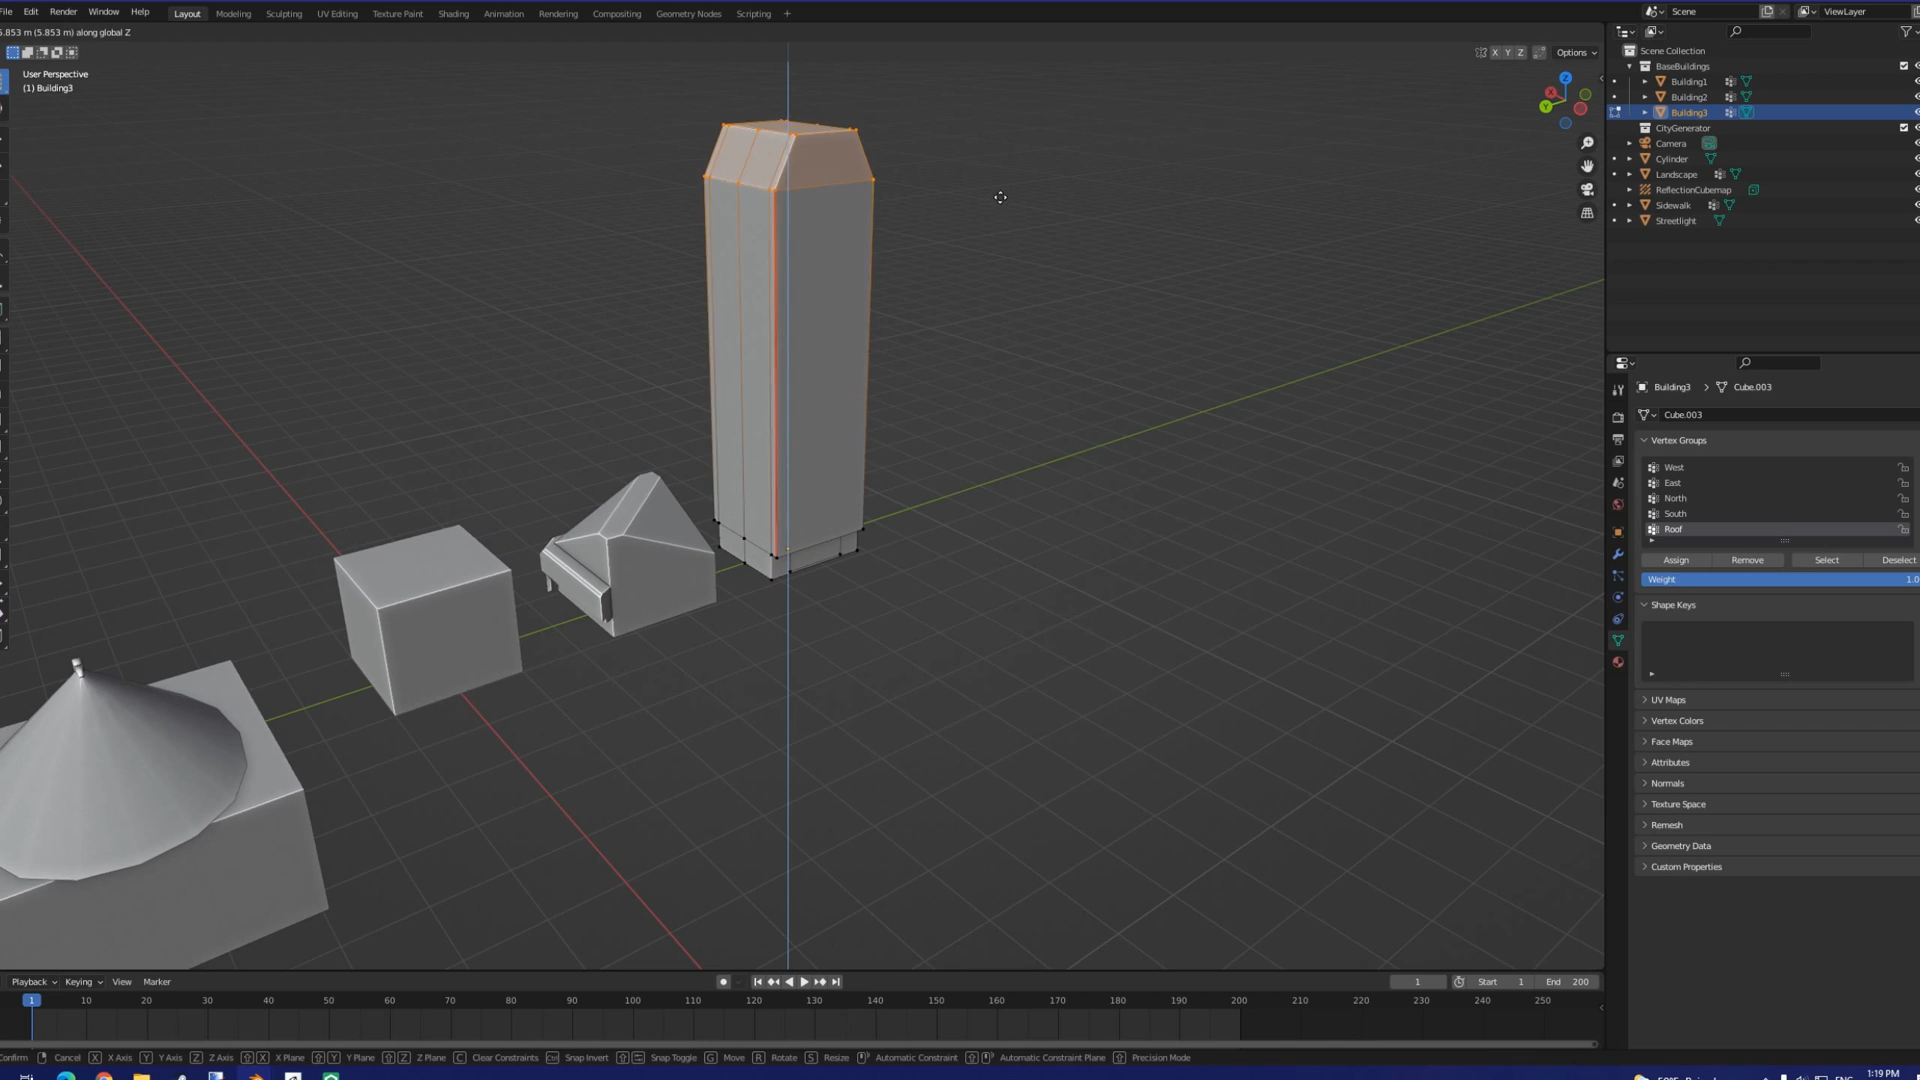 File Edit Render Window Help
Layout Modeling Sculpting UV Editing Texture Paint Shading Animation Rendering Compositing Geometry Nodes Scripting +
Scene
ViewLayer
5.853 m (5.853 m) along global Z
X Y Z
Options
User Perspective
(1) Building3
Z
X
Y
Scene Collection
BaseBuildings
Building1
Building2
Building3
CityGenerator
Camera
Cylinder
Landscape
ReflectionCubemap
Sidewalk
Streetlight
Building3 > Cube.003
Cube.003
Vertex Groups
West
East
North
South
Roof
Assign Remove Select Deselect
Weight 1.0
Shape Keys
UV Maps
Vertex Colors
Face Maps
Attributes
Normals
Texture Space
Remesh
Geometry Data
Custom Properties
Playback Keying View Marker
1 Start 1 End 200
1 10 20 30 40 50 60 70 80 90 100 110 120 130 140 150 160 170 180 190 200 210 220 230 240 250
Confirm Cancel X X Axis Y Y Axis Z Z Axis X X Plane Y Y Plane Z Z Plane C Clear Constraints Ctrl Snap Invert Snap Toggle G Move R Rotate S Resize Automatic Constraint Automatic Constraint Plane Precision Mode
1:19 PM